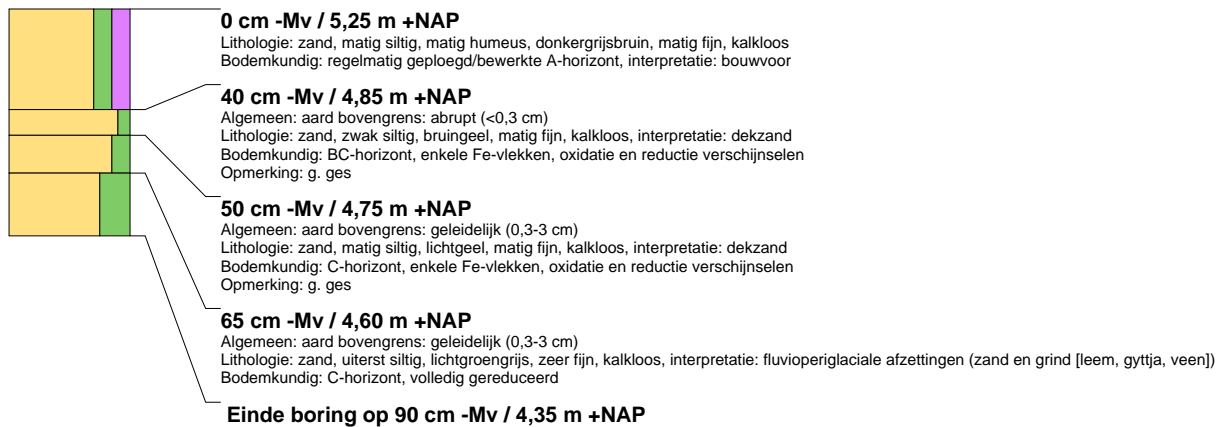 0 cm -Mv / 5,25 m +NAP
Lithologie: zand, matig siltig, matig humeus, donkergrijsbruin, matig fijn, kalkloos
Bodemkundig: regelmatig geploegd/bewerkte A-horizont, interpretatie: bouwvoor
40 cm -Mv / 4,85 m +NAP
Algemeen: aard bovengrens: abrupt (<0,3 cm)
Lithologie: zand, zwak siltig, bruingeel, matig fijn, kalkloos, interpretatie: dekzand
Bodemkundig: BC-horizont, enkele Fe-vlekken, oxidatie en reductie verschijnselen
Opmerking: g. ges
50 cm -Mv / 4,75 m +NAP
Algemeen: aard bovengrens: geleidelijk (0,3-3 cm)
Lithologie: zand, matig siltig, lichtgeel, matig fijn, kalkloos, interpretatie: dekzand
Bodemkundig: C-horizont, enkele Fe-vlekken, oxidatie en reductie verschijnselen
Opmerking: g. ges
65 cm -Mv / 4,60 m +NAP
Algemeen: aard bovengrens: geleidelijk (0,3-3 cm)
Lithologie: zand, uiterst siltig, lichtgroengrijs, zeer fijn, kalkloos, interpretatie: fluvioperiglaciale afzettingen (zand en grind [leem, gyttja, veen])
Bodemkundig: C-horizont, volledig gereduceerd
Einde boring op 90 cm -Mv / 4,35 m +NAP